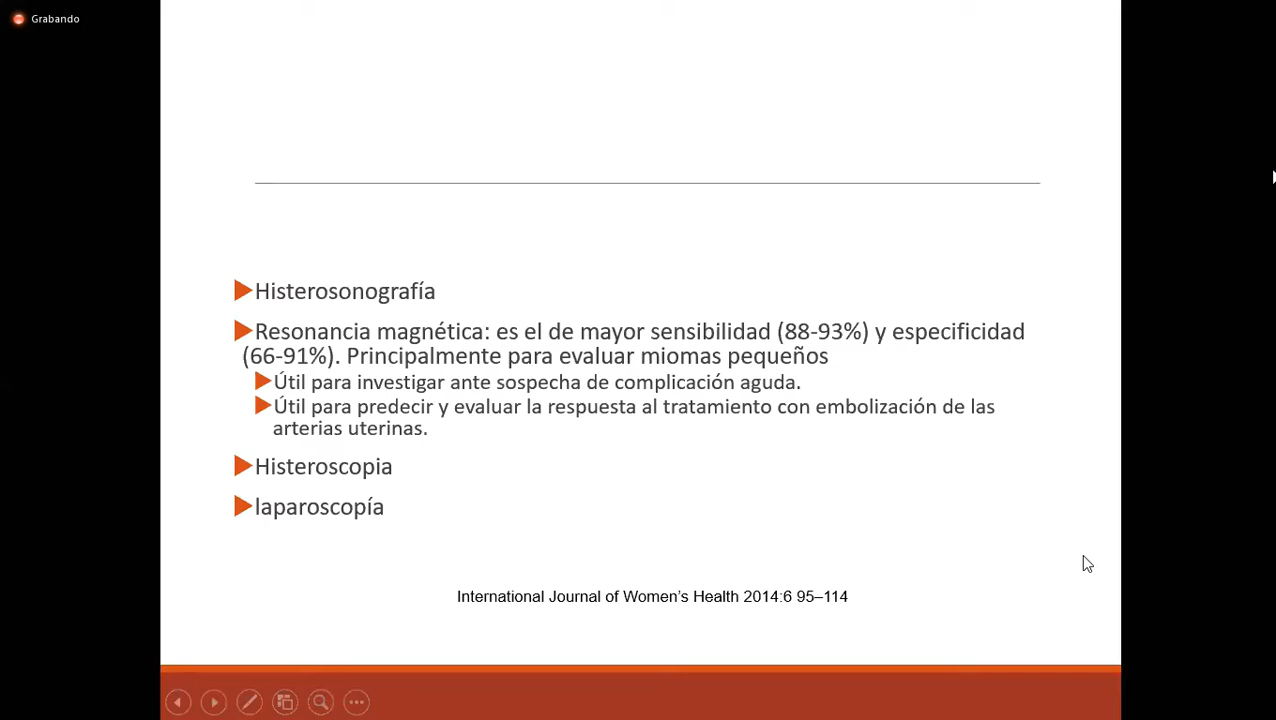 Grabando
Histerosonografía
Resonancia magnética: es el de mayor sensibilidad (88-93%) y especificidad
(66-91%). Principalmente para evaluar miomas pequeños
Útil para investigar ante sospecha de complicación aguda.
Útil para predecir y evaluar la respuesta al tratamiento con embolización de las
arterias uterinas.
Histeroscopia
laparoscopía
International Journal of Women’s Health 2014:6 95–114